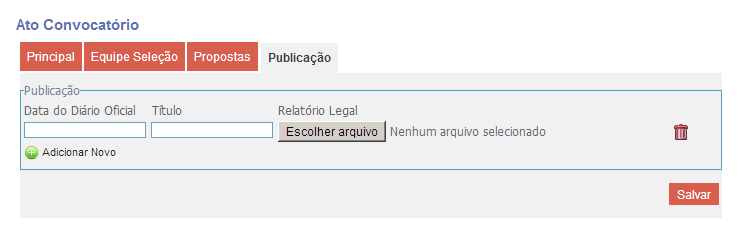 Ato Convocatório
Principal Equipe Seleção Propostas Publicação
Publicação
Data do Diário Oficial Título Relatório Legal
Escolher arquivo Nenhum arquivo selecionado
Adicionar Novo
Salvar